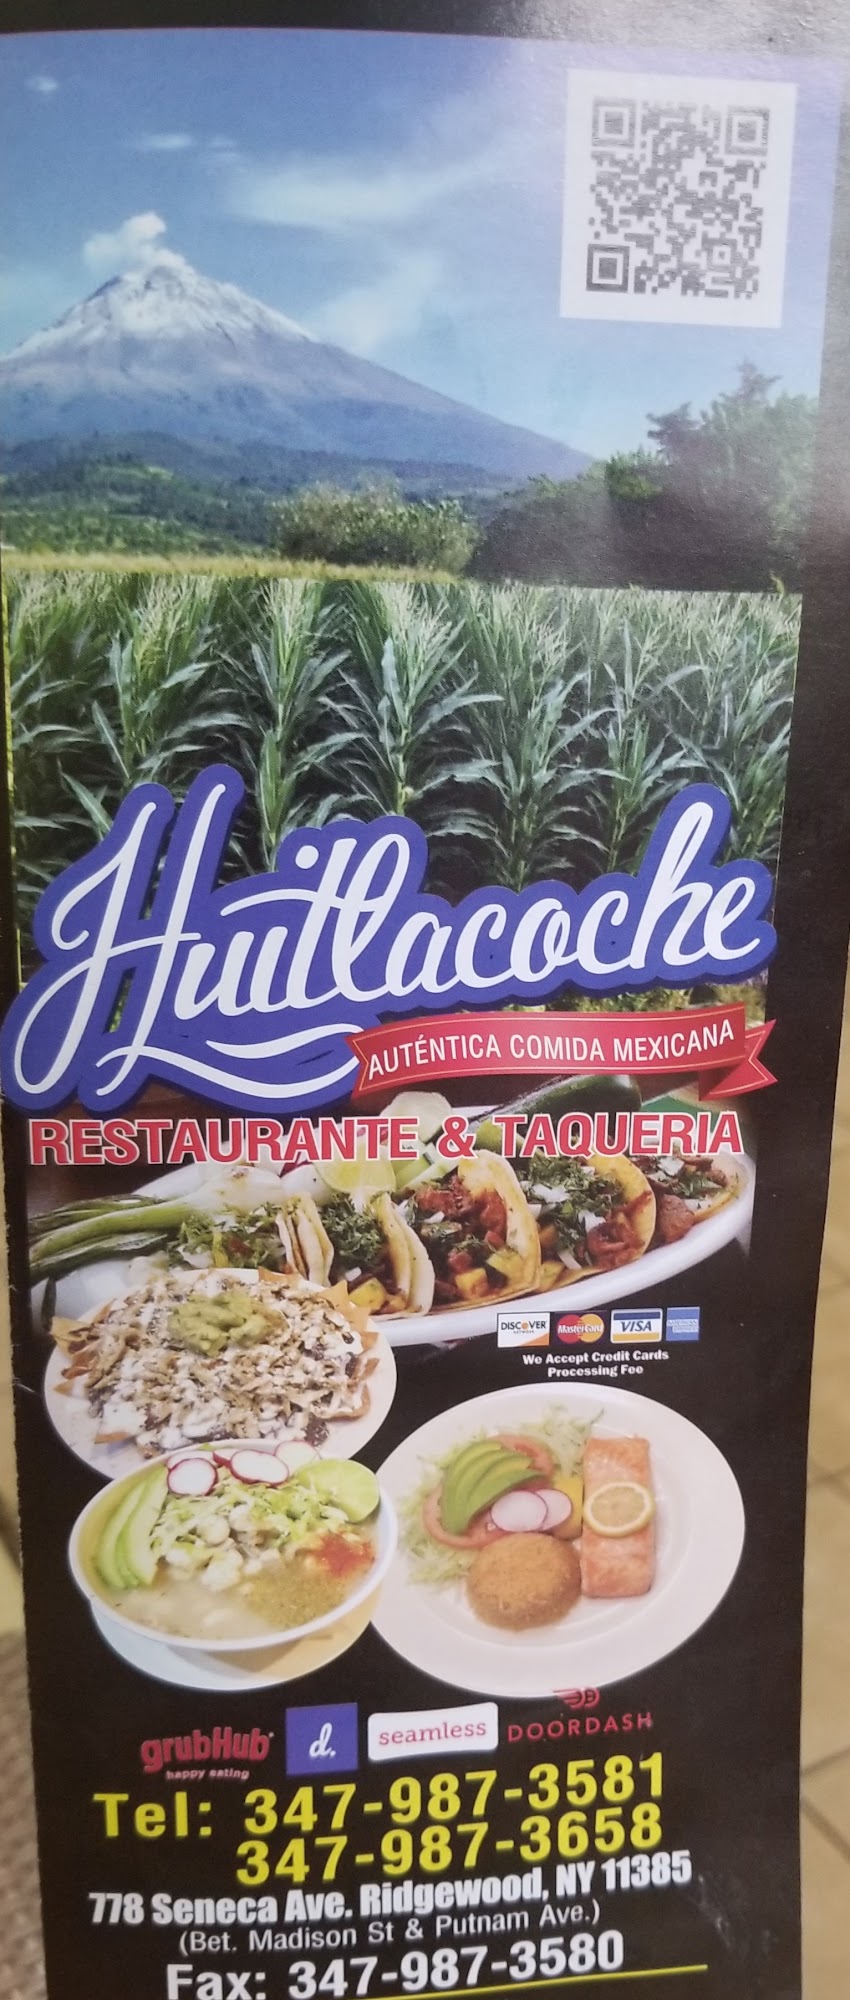 Huitlacoche
AUTÉNTICA COMIDA MEXICANA
RESTAURANTE & TAQUERIA
DISCOVER
NETWORK
MasterCard
VISA
We Accept Credit Cards
Processing Fee
grubHub
happy eating
d.
seamless
DOORDASH
Tel: 347-987-3581
347-987-3658
778 Seneca Ave. Ridgewood, NY 11385
(Bet. Madison St & Putnam Ave.)
Fax: 347-987-3580